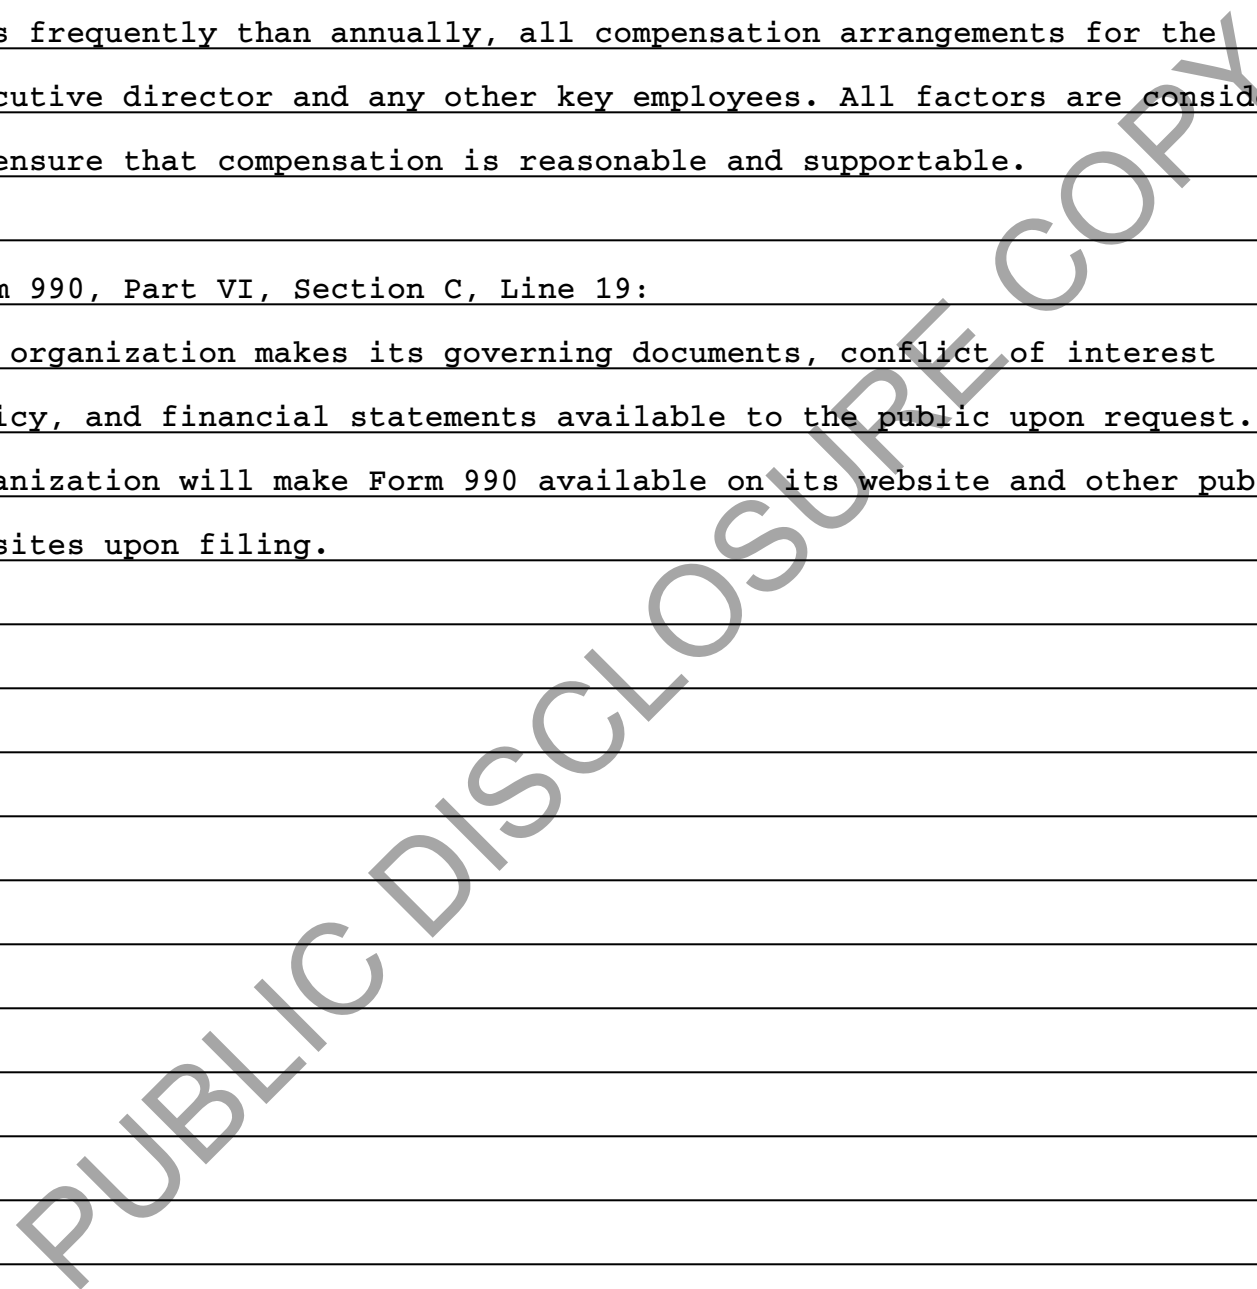 s frequently than annually, all compensation arrangements for the
cutive director and any other key employees. All factors are consid
ensure that compensation is reasonable and supportable.
m 990, Part VI, Section C, Line 19:
organization makes its governing documents, conflict of interest
icy, and financial statements available to the public upon request.
anization will make Form 990 available on its website and other pub
sites upon filing.
PUBLIC DISCLOSURE COPY